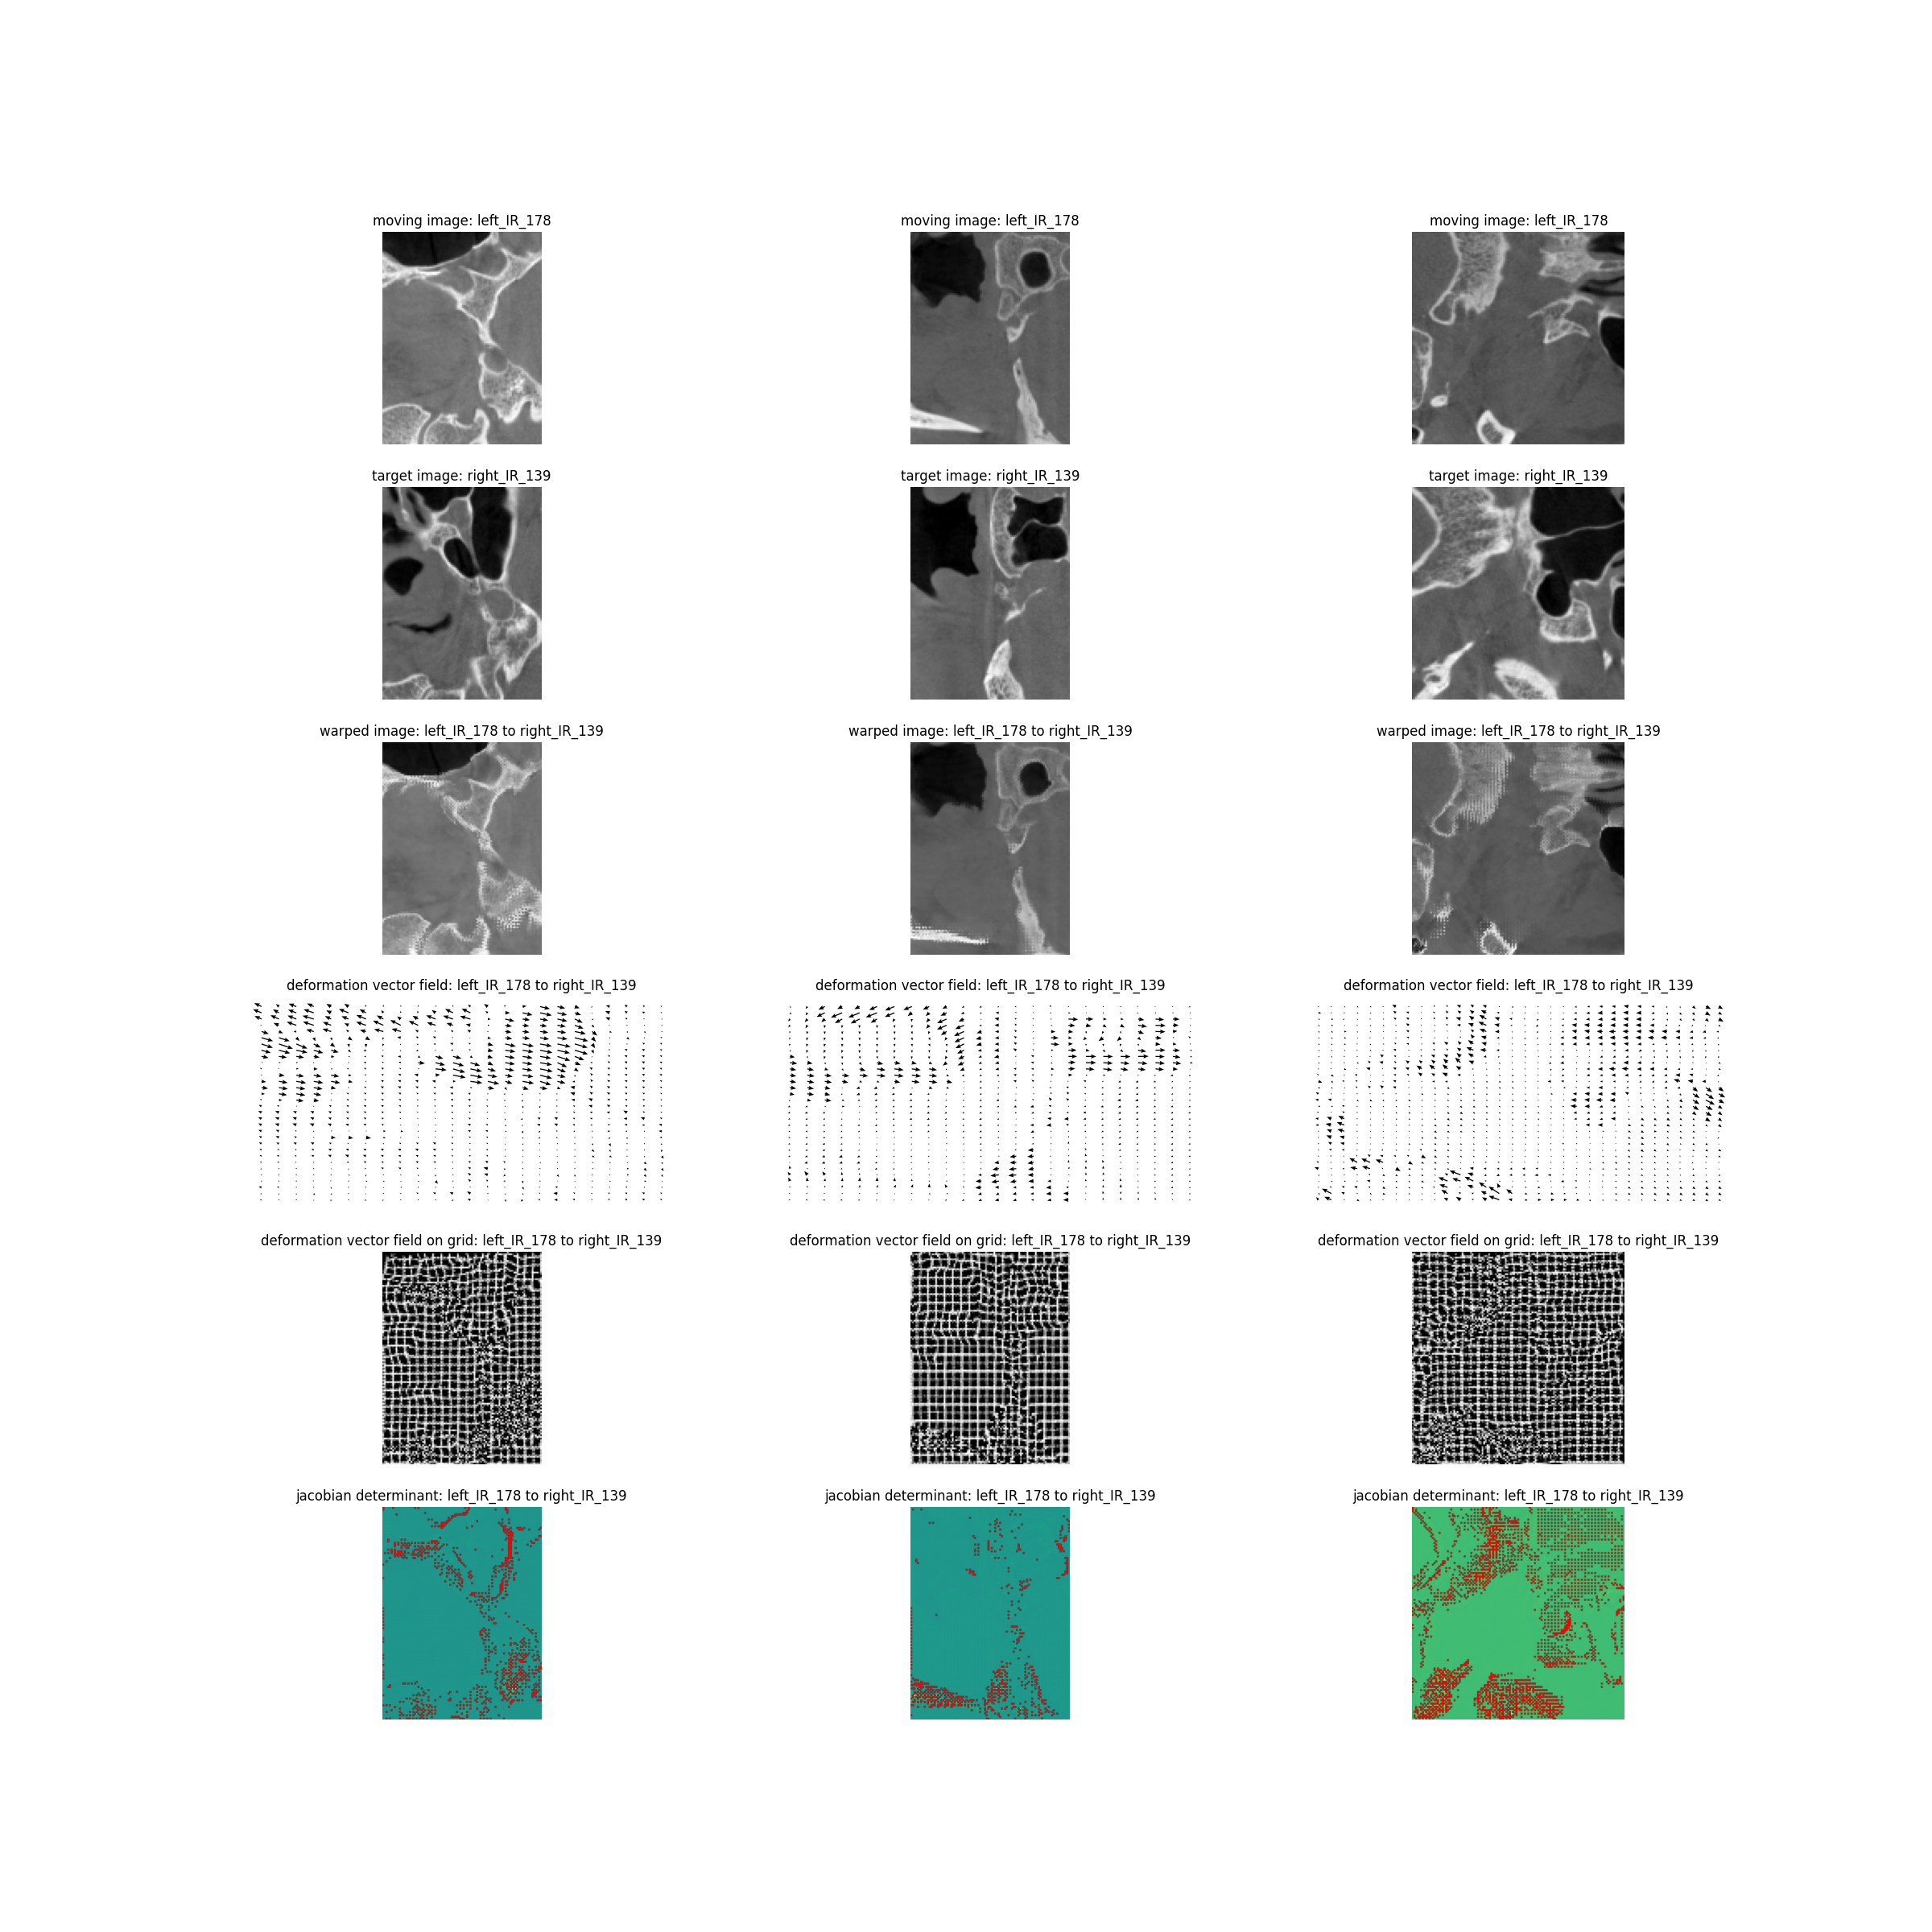 moving image: left_IR_178
moving image: left_IR_178
moving image: left_IR_178
target image: right_IR_139
target image: right_IR_139
target image: right_IR_139
warped image: left_IR_178 to right_IR_139
warped image: left_IR_178 to right_IR_139
warped image: left_IR_178 to right_IR_139
deformation vector field: left_IR_178 to right_IR_139
deformation vector field: left_IR_178 to right_IR_139
deformation vector field: left_IR_178 to right_IR_139
deformation vector field on grid: left_IR_178 to right_IR_139
deformation vector field on grid: left_IR_178 to right_IR_139
deformation vector field on grid: left_IR_178 to right_IR_139
jacobian determinant: left_IR_178 to right_IR_139
jacobian determinant: left_IR_178 to right_IR_139
jacobian determinant: left_IR_178 to right_IR_139